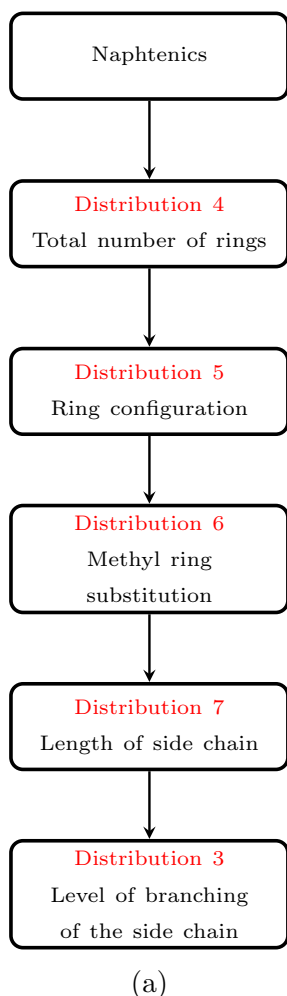 Naphtenics
Distribution 4
Total number of rings
Distribution 5
Ring configuration
Distribution 6
Methyl ring
substitution
Distribution 7
Length of side chain
Distribution 3
Level of branching
of the side chain
(a)